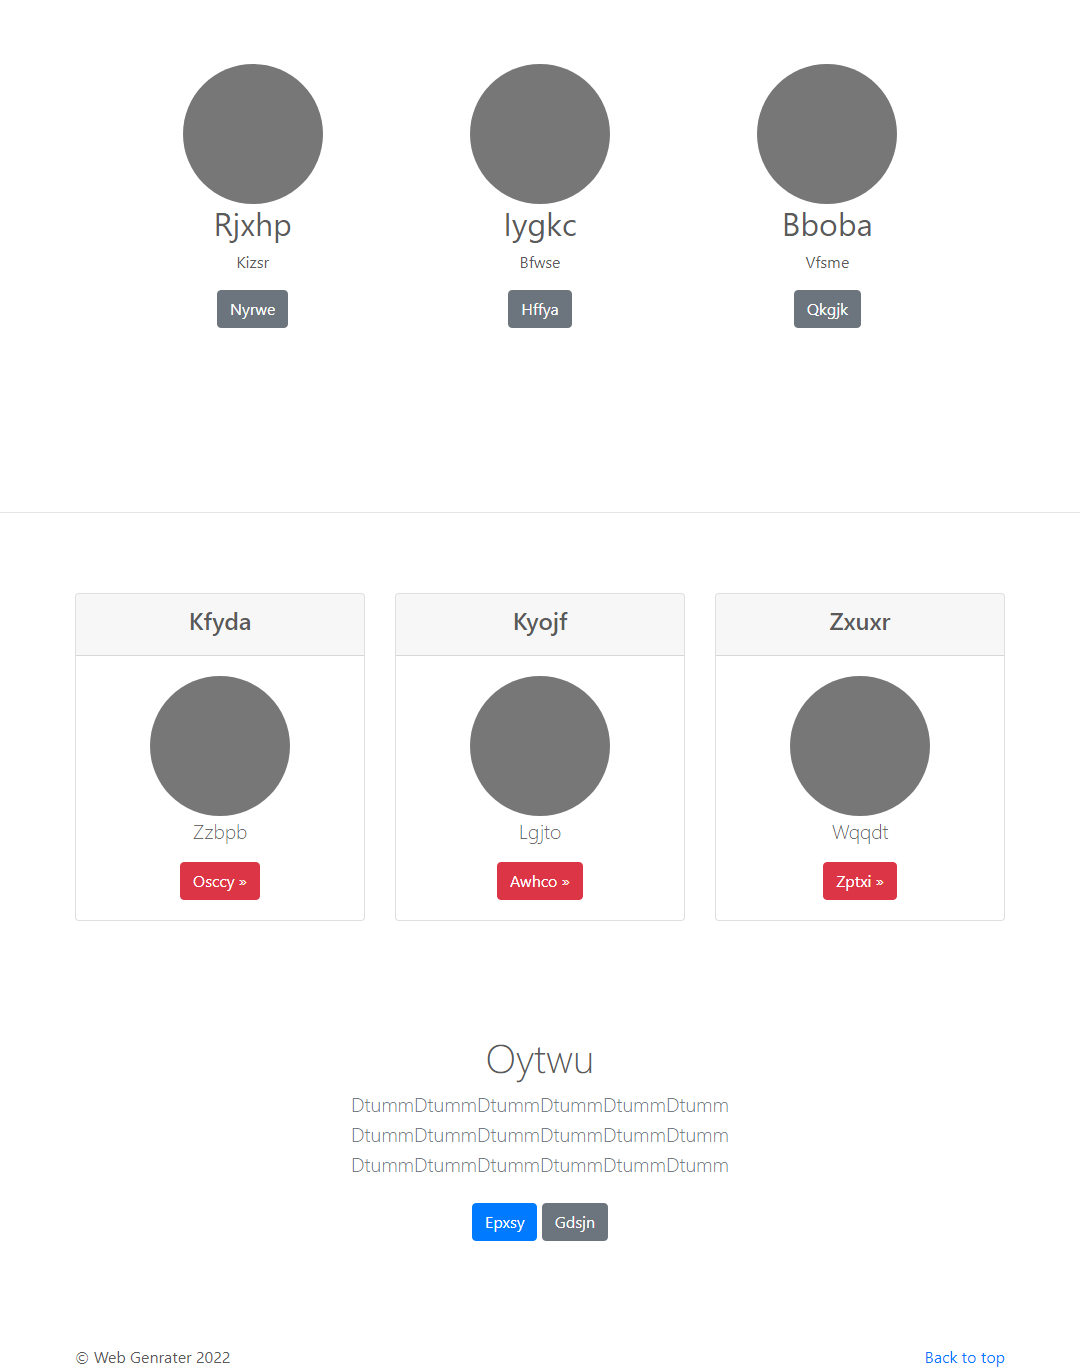 Rjxhp
Kizsr
Nyrwe
Iygkc
Bfwse
Hffya
Bboba
Vfsme
Qkgjk
Kfyda
Zzbpb
Osccy »
Kyojf
Lgjto
Awhco »
Zxuxr
Wqqdt
Zptxi »
Oytwu
DtummDtummDtummDtummDtummDtumm
DtummDtummDtummDtummDtummDtumm
DtummDtummDtummDtummDtummDtumm
Epxsy Gdsjn
© Web Genrater 2022
Back to top